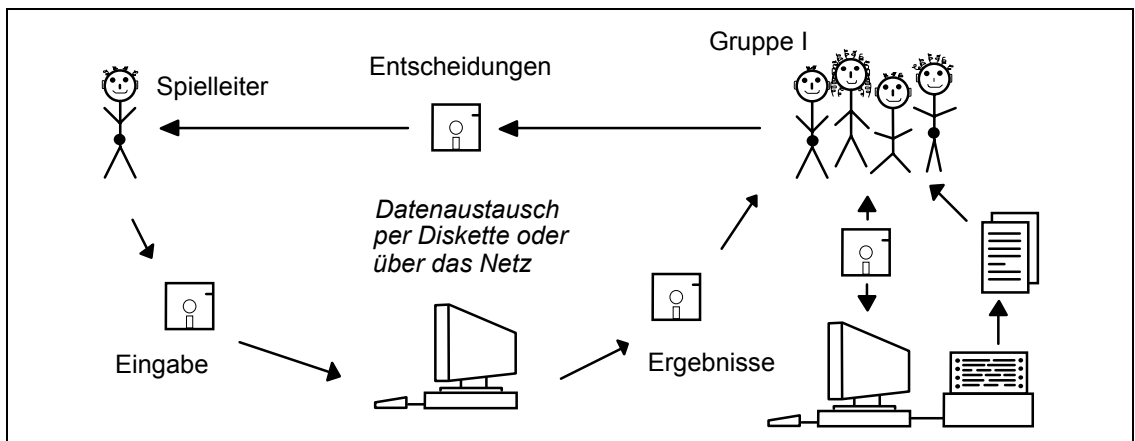 Gruppe I
Entscheidungen
Spielleiter
Datenaustausch
per Diskette oder
über das Netz
Eingabe
Ergebnisse